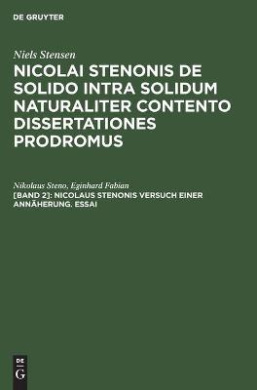 DE GRUYTER
Niels Stensen
NICOLAI STENONIS DE
SOLIDO INTRA SOLIDUM
NATURALITER CONTENTO
DISSERTATIONES
PRODROMUS
Nikolaus Steno, Eginhard Fabian
[BAND 2]: NICOLAUS STENONIS VERSUCH EINER
ANNÄHERUNG. ESSAI
DE
G